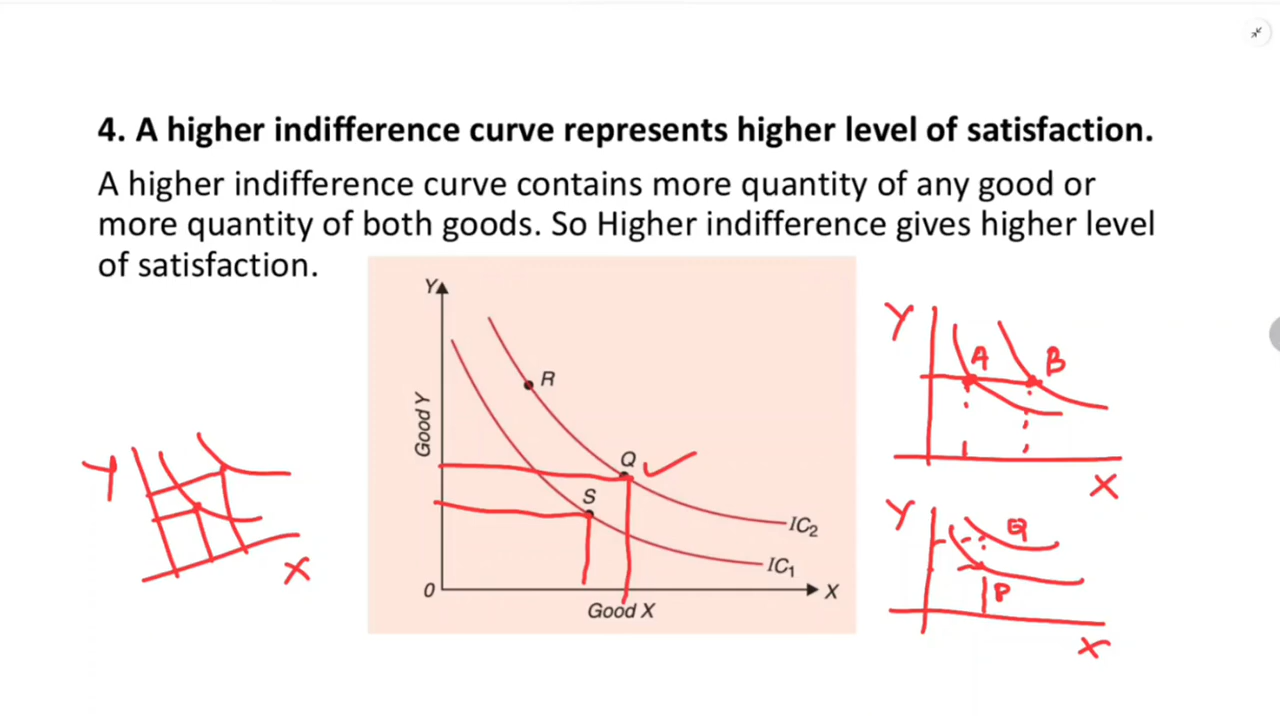 4. A higher indifference curve represents higher level of satisfaction.
A higher indifference curve contains more quantity of any good or
more quantity of both goods. So Higher indifference gives higher level
of satisfaction.
Y
Good Y
R
Q
S
IC₂
IC₁
0
X
Good X
Y
X
Y
A
B
X
Y
Q
P
X